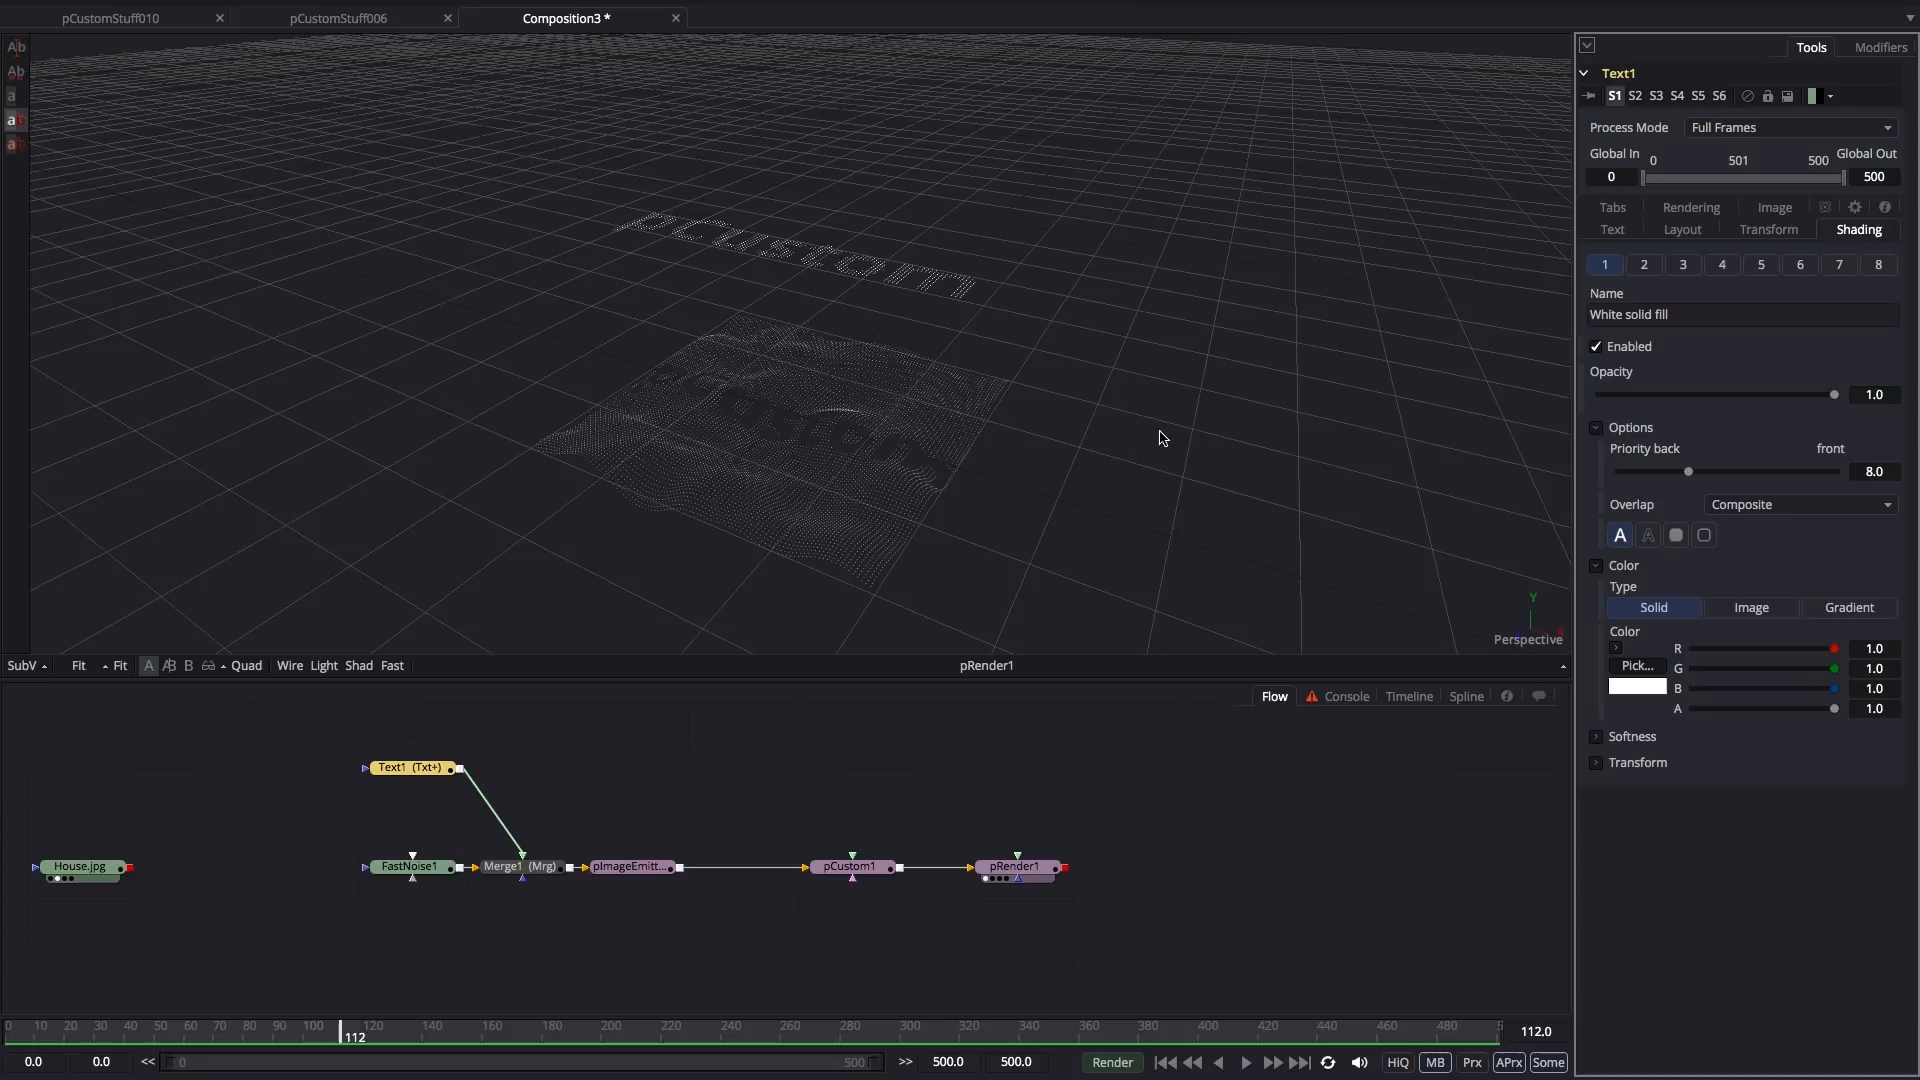 pCustomStuff010
pCustomStuff006
Composition3 *
Ab
Ab
a
ab
a
pCustom
Y
Perspective
SubV
Fit
Fit
A
B
Quad
Wire
Light
Shad
Fast
pRender1
Flow
Console
Timeline
Spline
Text1 (Txt+)
House.jpg
FastNoise1
Merge1 (Mrg)
pImageEmitt...
pCustom1
pRender1
0 10 20 30 40 50 60 70 80 90 100 120 140 160 180 200 220 240 260 280 300 320 340 360 380 400 420 440 460 480
112
112.0
0.0
0.0
<<
0
500
>>
500.0
500.0
Render
HiQ
MB
Prx
APrx
Some
Tools
Modifiers
Text1
S1 S2 S3 S4 S5 S6
Process Mode
Full Frames
Global In
0
501
500
Global Out
0
500
Tabs
Rendering
Image
Text
Layout
Transform
Shading
1 2 3 4 5 6 7 8
Name
White solid fill
Enabled
Opacity
1.0
Options
Priority back
front
8.0
Overlap
Composite
A
A
Color
Type
Solid
Image
Gradient
Color
R
1.0
Pick...
G
1.0
B
1.0
A
1.0
Softness
Transform